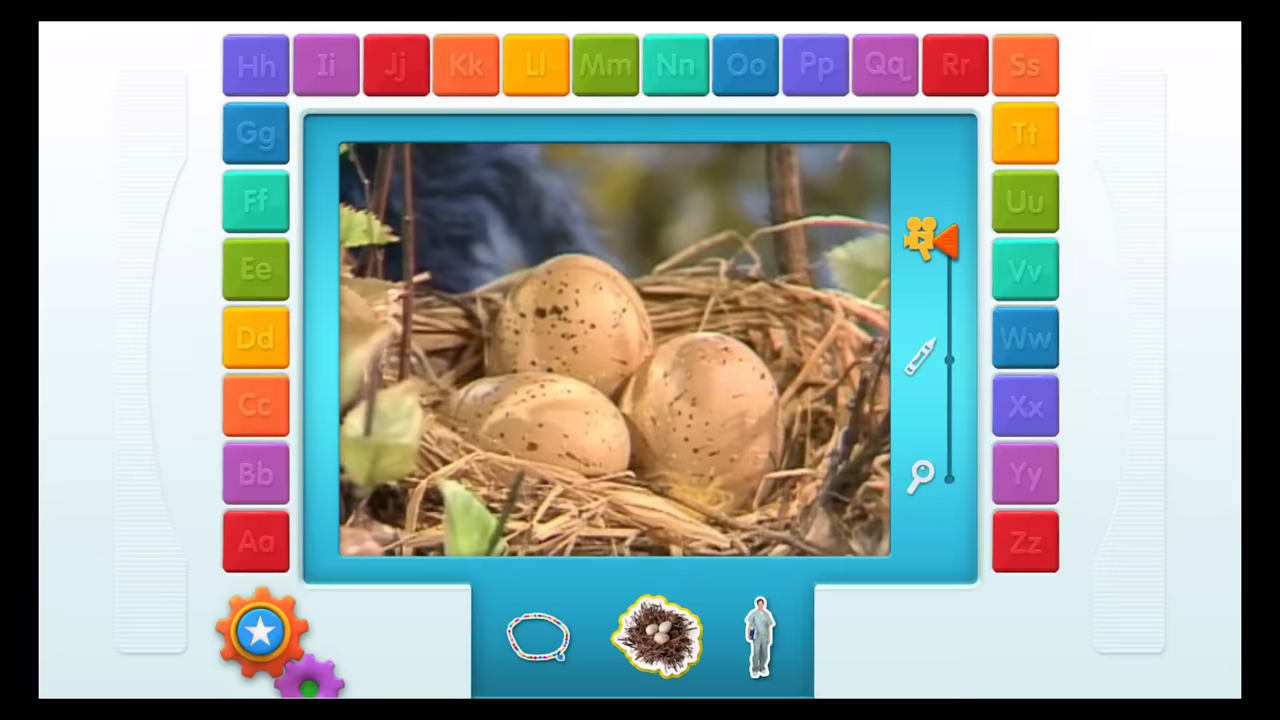 Hh Ii Jj Kk Ll Mm Nn Oo Pp Qq Rr Ss
Gg Tt
Ff Uu
Ee Vv
Dd Ww
Cc Xx
Bb Yy
Aa Zz